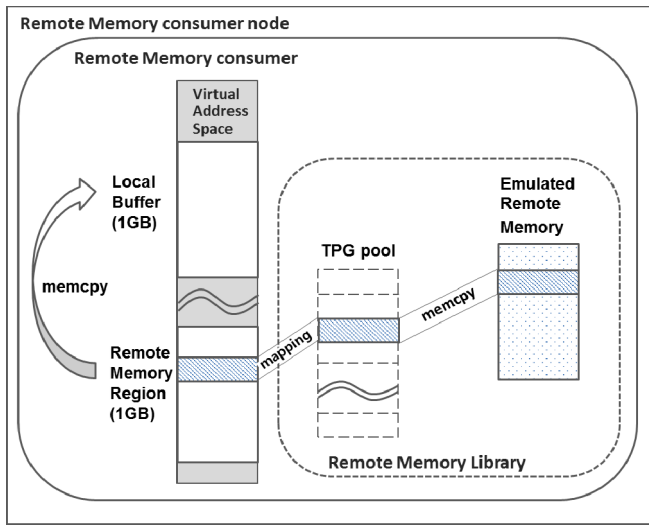 Remote Memory consumer node
Remote Memory consumer
Virtual
Address
Space
Local
Buffer
(1GB)
memcpy
Remote
Memory
Region
(1GB)
mapping
TPG pool
memcpy
Emulated
Remote
Memory
Remote Memory Library